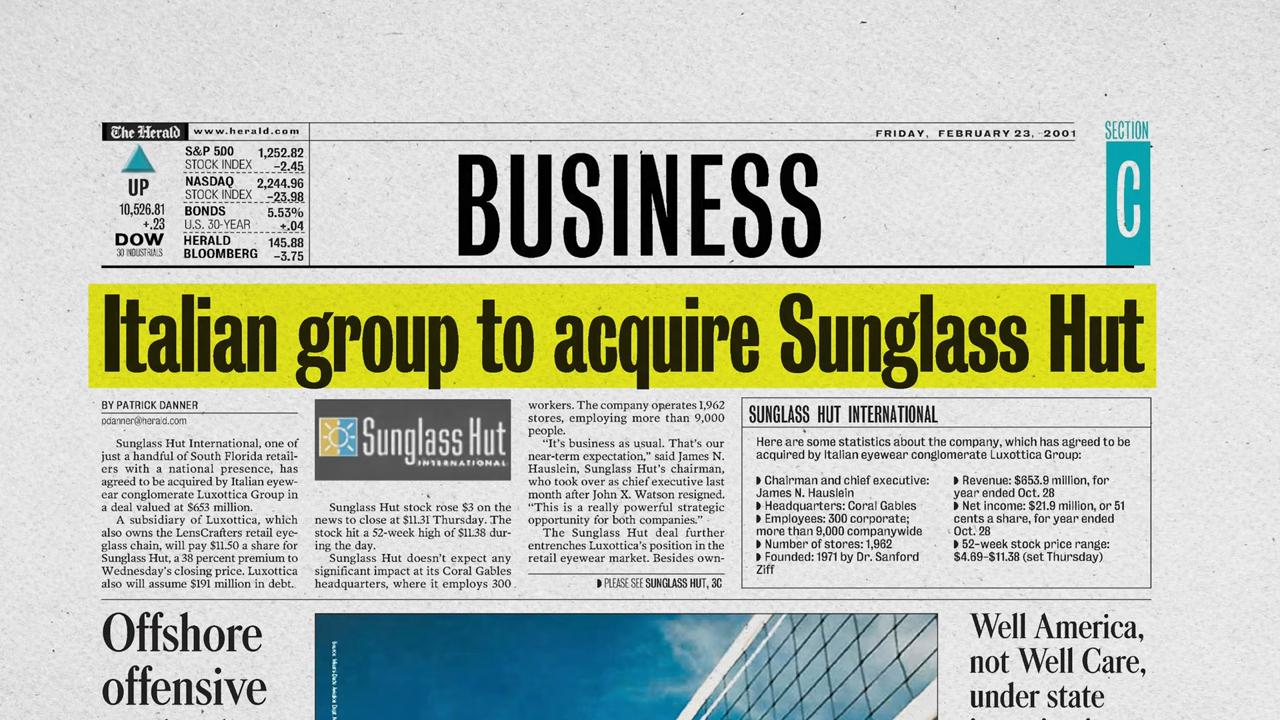 The Herald www.herald.com
FRIDAY, FEBRUARY 23, 2001
SECTION
C
UP
10,526.81
+.23
DOW
30 INDUSTRIALS
S&P 500 1,252.82
STOCK INDEX –2.45
NASDAQ 2,244.96
STOCK INDEX –23.98
BONDS 5.53%
U.S. 30-YEAR +.04
HERALD 145.88
BLOOMBERG –3.75
BUSINESS
Italian group to acquire Sunglass Hut
BY PATRICK DANNER
pdanner@herald.com
Sunglass Hut International, one of
just a handful of South Florida retail-
ers with a national presence, has
agreed to be acquired by Italian eyew-
ear conglomerate Luxottica Group in
a deal valued at $653 million.
A subsidiary of Luxottica, which
also owns the LensCrafters retail eye-
glass chain, will pay $11.50 a share for
Sunglass Hut, a 38 percent premium to
Wednesday's closing price. Luxottica
also will assume $191 million in debt.
Sunglass Hut
INTERNATIONAL
Sunglass Hut stock rose $3 on the
news to close at $11.31 Thursday. The
stock hit a 52-week high of $11.38 dur-
ing the day.
Sunglass Hut doesn't expect any
significant impact at its Coral Gables
headquarters, where it employs 300
workers. The company operates 1,962
stores, employing more than 9,000
people.
"It's business as usual. That's our
near-term expectation," said James N.
Hauslein, Sunglass Hut's chairman,
who took over as chief executive last
month after John X. Watson resigned.
"This is a really powerful strategic
opportunity for both companies."
The Sunglass Hut deal further
entrenches Luxottica's position in the
retail eyewear market. Besides own-
PLEASE SEE SUNGLASS HUT, 3C
SUNGLASS HUT INTERNATIONAL
Here are some statistics about the company, which has agreed to be
acquired by Italian eyewear conglomerate Luxottica Group:
Chairman and chief executive:
James N. Hauslein
Headquarters: Coral Gables
Employees: 300 corporate;
more than 9,000 companywide
Number of stores: 1,962
Founded: 1971 by Dr. Sanford
Ziff
Revenue: $653.9 million, for
year ended Oct. 28
Net income: $21.9 million, or 51
cents a share, for year ended
Oct. 28
52-week stock price range:
$4.69–$11.38 (set Thursday)
Offshore
offensive
Well America,
not Well Care,
under state